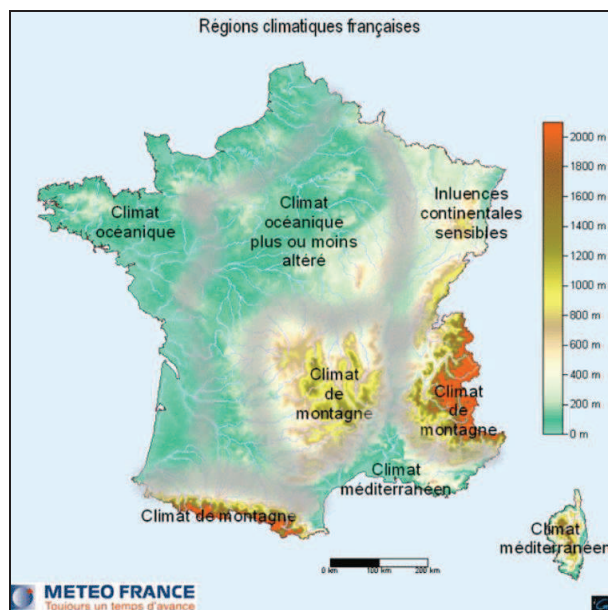 Régions climatiques françaises
Climat
océanique
Climat
océanique
plus ou moins
altéré
Inluences
continentales
sensibles
2000 m
1800 m
1600 m
1400 m
1200 m
1000 m
800 m
600 m
400 m
200 m
0 m
Climat
de
montagne
Climat
de
montagne
Climat
méditerranéen
Climat de montagne
Climat
méditerranéen
0 km
100 km
200 km
METEO FRANCE
Toujours un temps d'avance